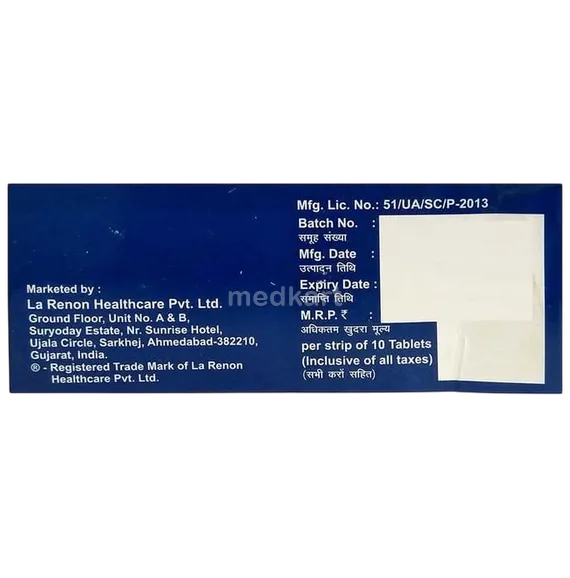 Mfg. Lic. No.: 51/UA/SC/P-2013
Batch No. :
समूह संख्या
Mfg. Date :
उत्पादन तिथि
Expiry Date :
समाप्ति तिथि
M.R.P. ₹ :
अधिकतम खुदरा मूल्य
per strip of 10 Tablets
(Inclusive of all taxes)
(सभी करों सहित)
Marketed by :
La Renon Healthcare Pvt. Ltd.
Ground Floor, Unit No. A & B,
Suryoday Estate, Nr. Sunrise Hotel,
Ujala Circle, Sarkhej, Ahmedabad-382210,
Gujarat, India.
® - Registered Trade Mark of La Renon
Healthcare Pvt. Ltd.
medkart